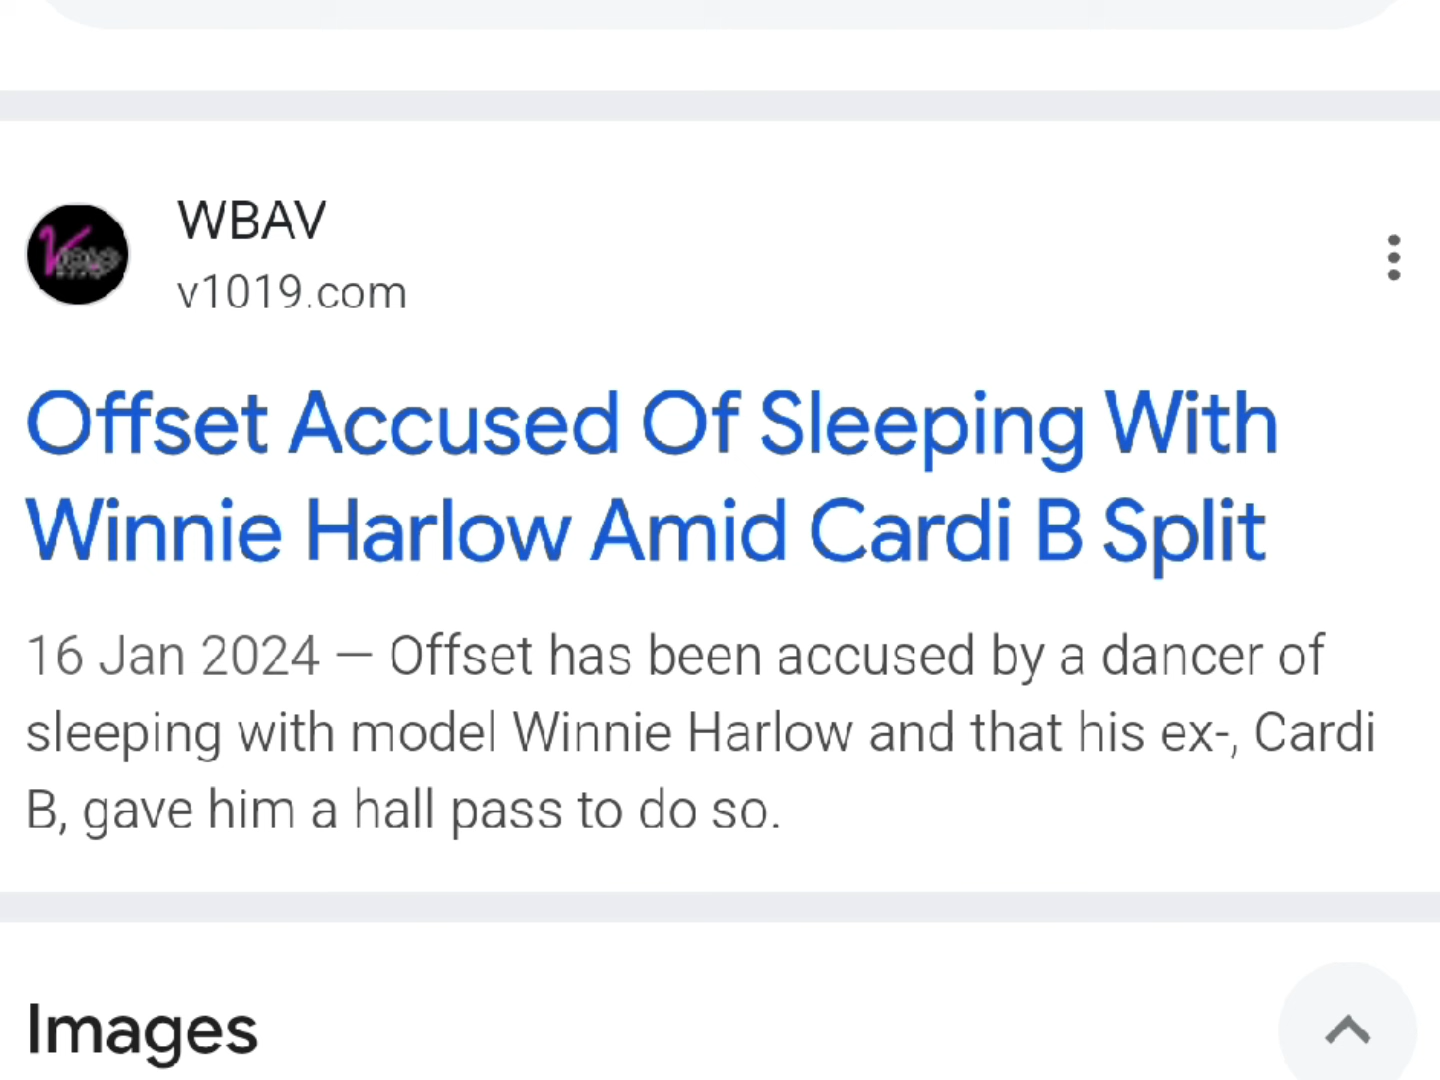 WBAV
v1019.com
Offset Accused Of Sleeping With
Winnie Harlow Amid Cardi B Split
16 Jan 2024 — Offset has been accused by a dancer of
sleeping with model Winnie Harlow and that his ex-, Cardi
B, gave him a hall pass to do so.
Images